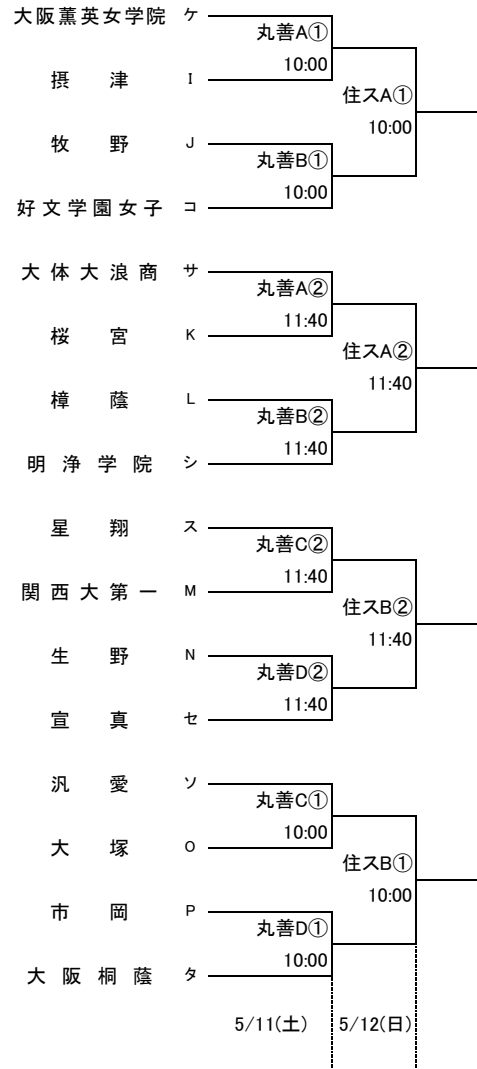 大阪薫英女学院 ケ
丸善A①
10:00
摂津 I
住スA①
10:00
牧野 J
丸善B①
10:00
好文学園女子 コ
大体大浪商 サ
丸善A②
11:40
桜宮 K
住スA②
11:40
樟蔭 L
丸善B②
11:40
明浄学院 シ
星翔 ス
丸善C②
11:40
関西大第一 M
住スB②
11:40
生野 N
丸善D②
11:40
宣真 セ
汎愛 ソ
丸善C①
10:00
大塚 O
住スB①
10:00
市岡 P
丸善D①
10:00
大阪桐蔭 タ
5/11(土) 5/12(日)